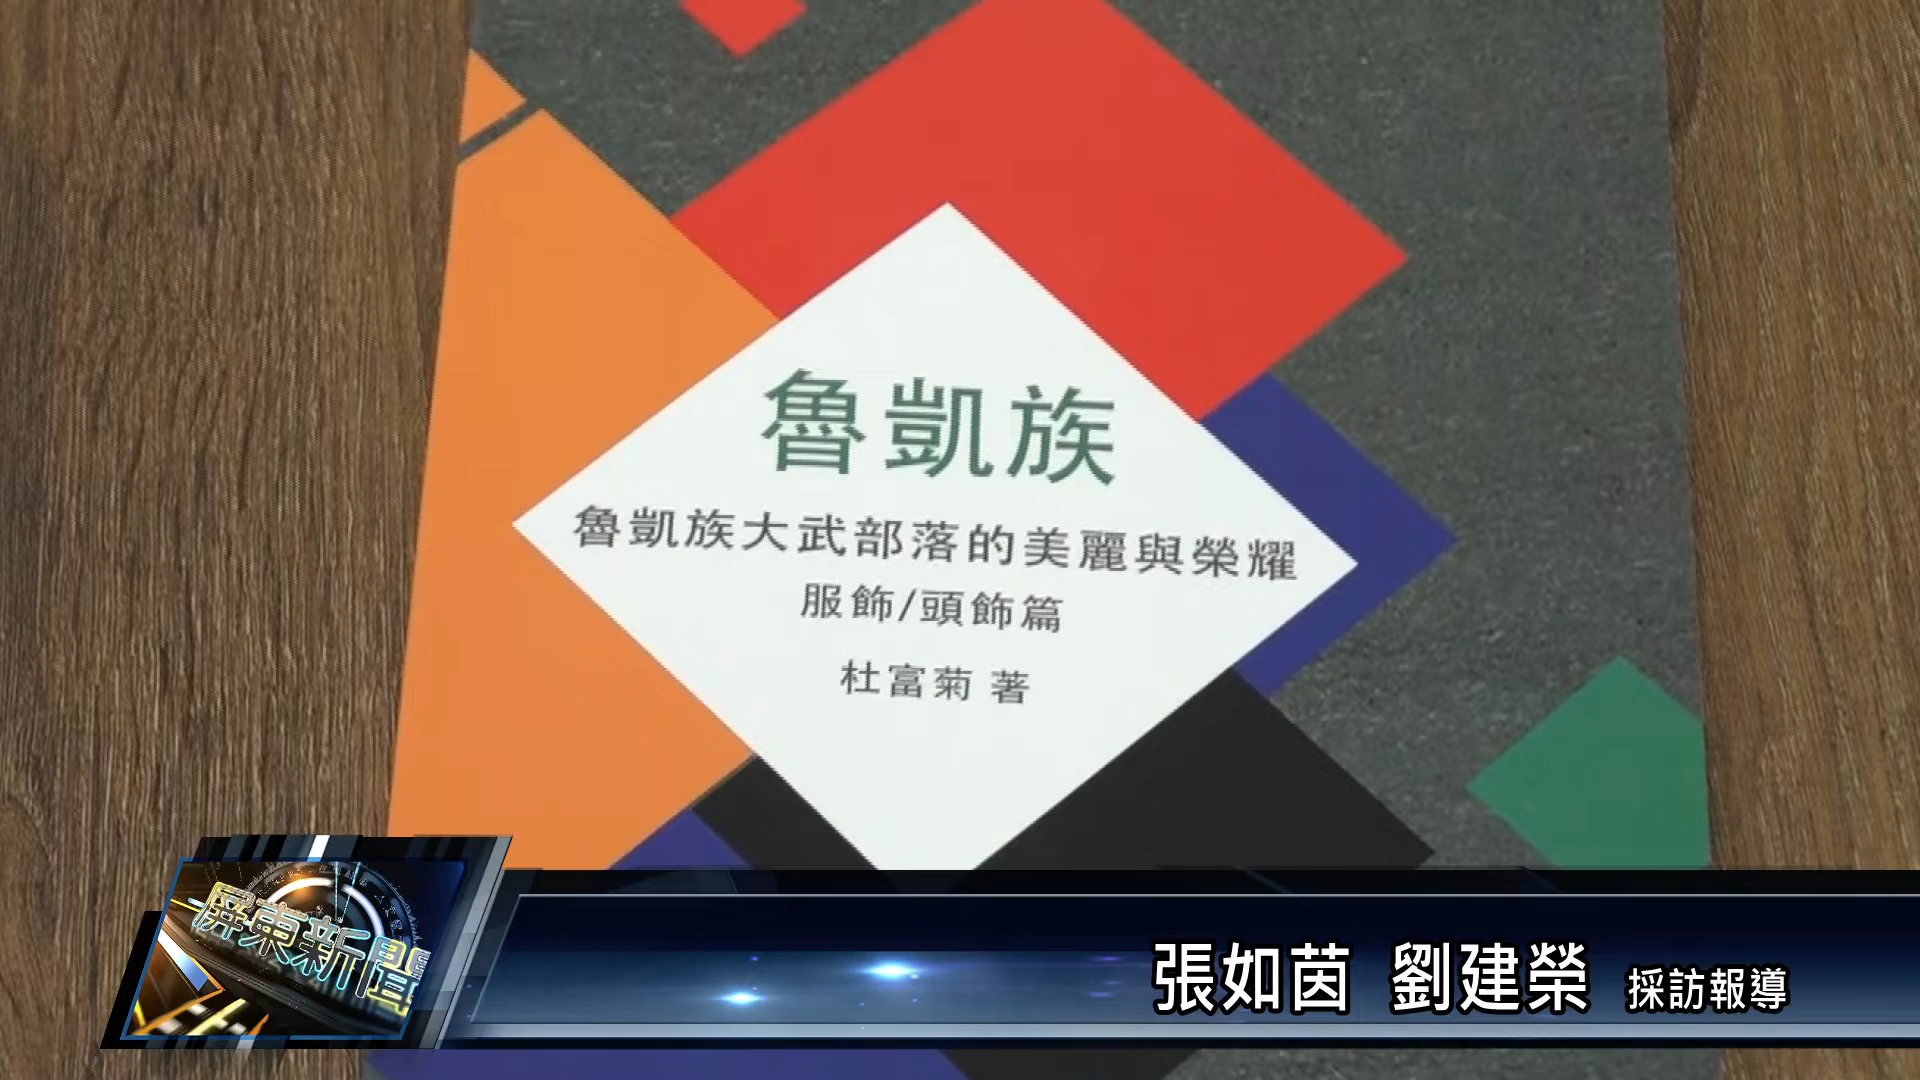 魯凱族
魯凱族大武部落的美麗與榮耀
服飾/頭飾篇
杜富菊 著
屏東新聞
張如茵 劉建榮 採訪報導